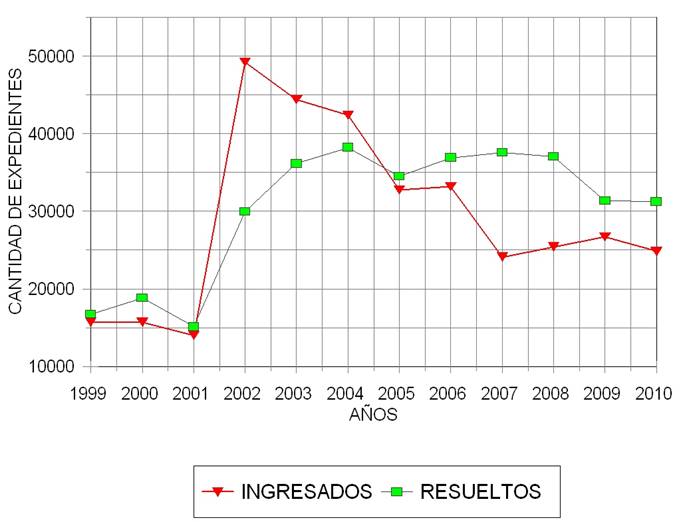 50000
40000
30000
20000
10000
CANTIDAD DE EXPEDIENTES
1999 2000 2001 2002 2003 2004 2005 2006 2007 2008 2009 2010
AÑOS
INGRESADOS RESUELTOS